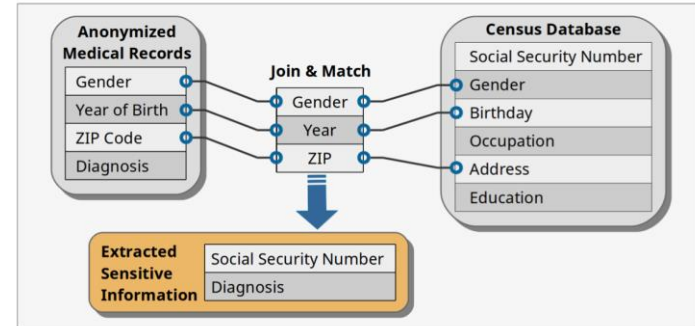 Anonymized
Medical Records
Gender
Year of Birth
ZIP Code
Diagnosis
Join & Match
Gender
Year
ZIP
Census Database
Social Security Number
Gender
Birthday
Occupation
Address
Education
Extracted
Sensitive
Information
Social Security Number
Diagnosis